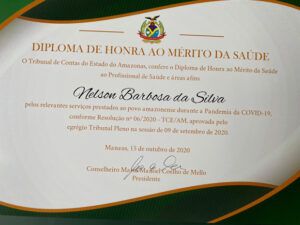 DIPLOMA DE HONRA AO MÉRITO DA SAÚDE
O Tribunal de Contas do Estado do Amazonas, confere o Diploma de Honra ao Mérito da Saúde
ao Profissional de Saúde e áreas afins
Nelson Barbosa da Silva
pelos relevantes serviços prestados ao povo amazonense durante a Pandemia da COVID-19,
conforme Resolução nº 06/2020 - TCE/AM, aprovada pelo
egrégio Tribunal Pleno na sessão de 09 de setembro de 2020.
Manaus, 13 de outubro de 2020
Conselheiro Manoel Coelho de Mello
Presidente